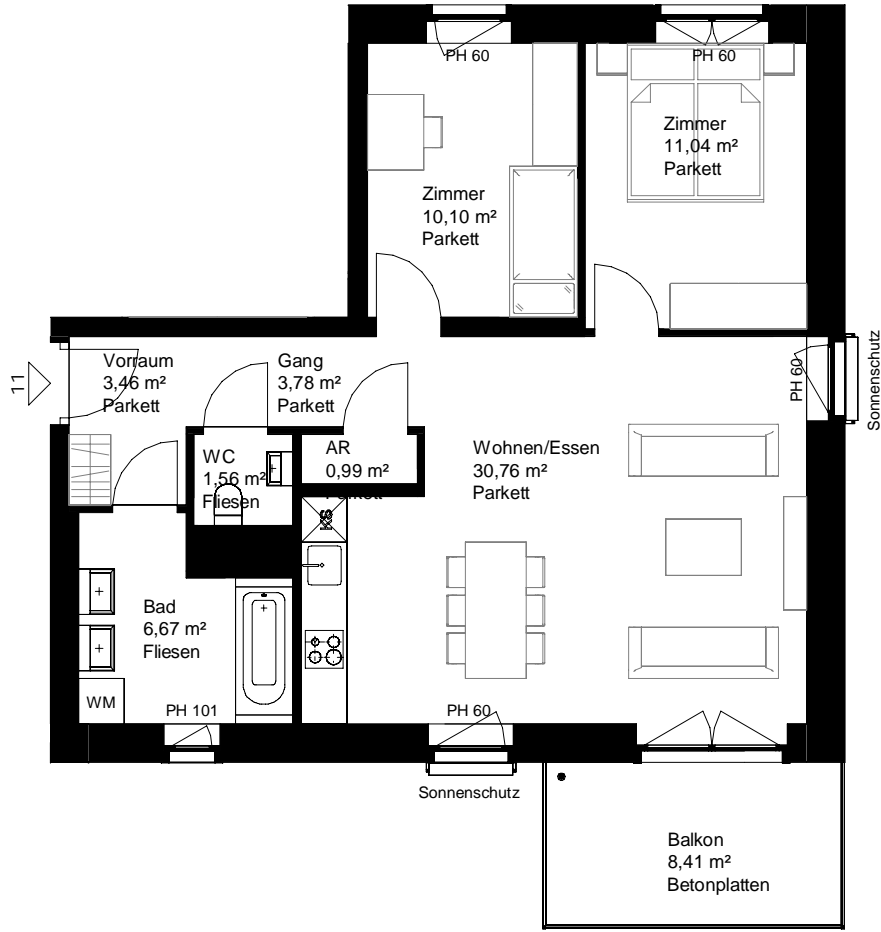 PH 60
PH 60
Zimmer
11,04 m²
Parkett
Zimmer
10,10 m²
Parkett
Vorraum
3,46 m²
Parkett
Gang
3,78 m²
Parkett
11
PH 60
Sonnenschutz
WC
1,56 m²
Fliesen
AR
0,99 m²
Parkett
Wohnen/Essen
30,76 m²
Parkett
KS
Bad
6,67 m²
Fliesen
WM
PH 101
PH 60
Sonnenschutz
Balkon
8,41 m²
Betonplatten